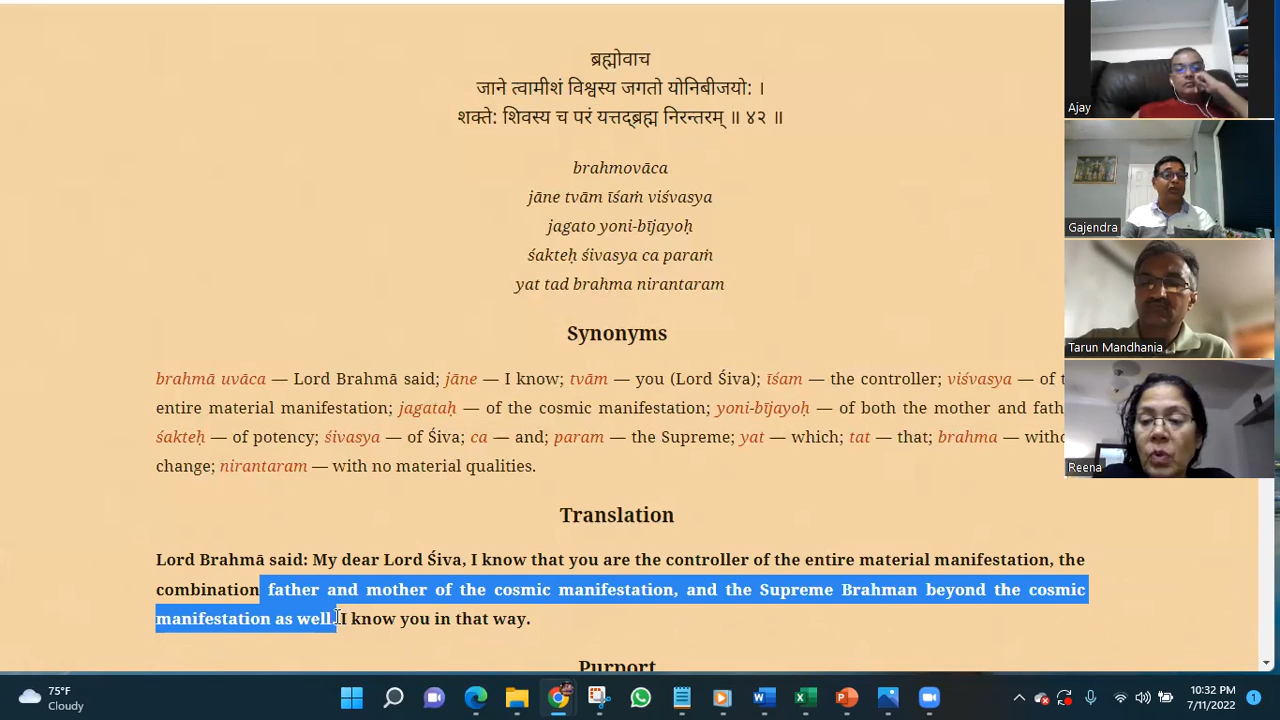 ब्रह्मोवाच
जाने त्वामीशं विश्वस्य जगतो योनिबीजयो: ।
शक्ते: शिवस्य च परं यत्तद्ब्रह्म निरन्तरम् ॥ ४२ ॥
brahmovāca
jāne tvām īśaṁ viśvasya
jagato yoni-bījayoḥ
śakteḥ śivasya ca paraṁ
yat tad brahma nirantaram
Synonyms
brahmā uvāca — Lord Brahmā said; jāne — I know; tvām — you (Lord Śiva); īśam — the controller; viśvasya — of
entire material manifestation; jagataḥ — of the cosmic manifestation; yoni-bījayoḥ — of both the mother and
śakteḥ — of potency; śivasya — of Śiva; ca — and; param — the Supreme; yat — which; tat — that; brahma —
change; nirantaram — with no material qualities.
Translation
Lord Brahmā said: My dear Lord Śiva, I know that you are the controller of the entire material manifestation, the
combination father and mother of the cosmic manifestation, and the Supreme Brahman beyond the cosmic
manifestation as well. I know you in that way.
Purport
Ajay
Gajendra
Tarun Mandhania
Reena
75°F
Cloudy
10:32 PM
7/11/2022
1